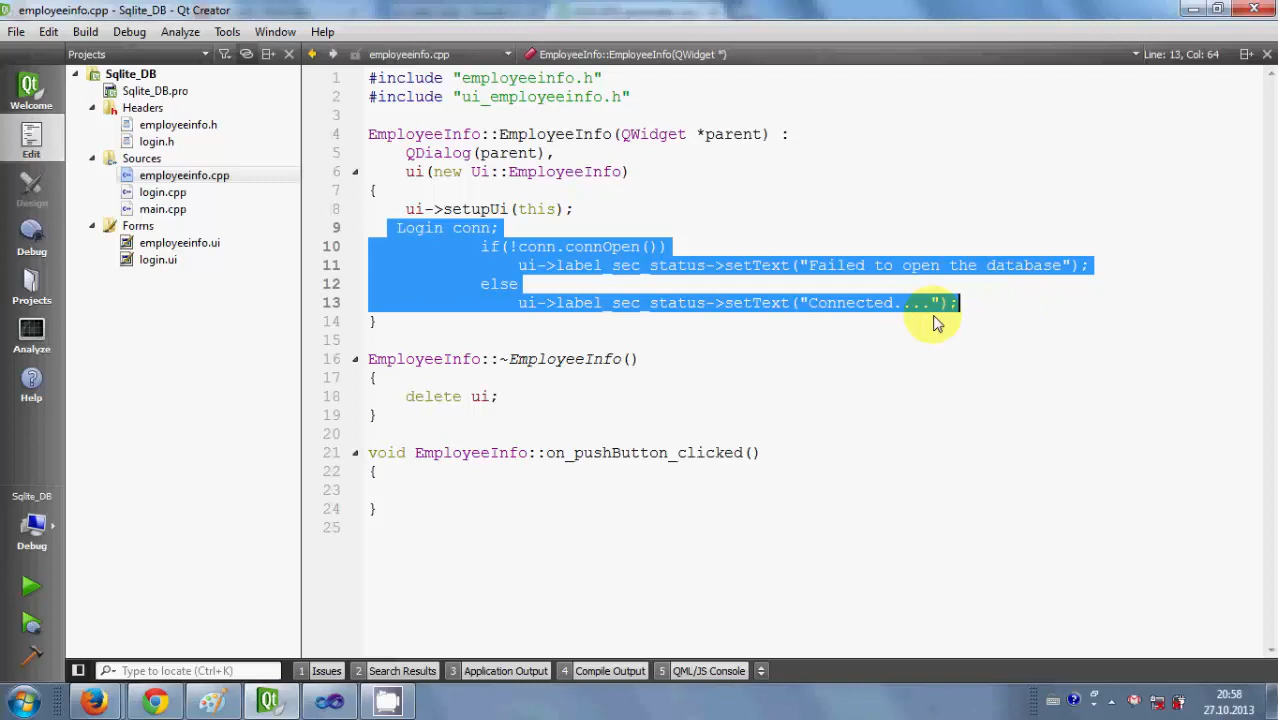 employeeinfo.cpp - Sqlite_DB - Qt Creator
File Edit Build Debug Analyze Tools Window Help
Projects employeeinfo.cpp EmployeeInfo::EmployeeInfo(QWidget *) Line: 13, Col: 64
Welcome
Edit
Design
Debug
Projects
Analyze
Help
Sqlite_DB
Debug
Sqlite_DB
Sqlite_DB.pro
Headers
employeeinfo.h
login.h
Sources
employeeinfo.cpp
login.cpp
main.cpp
Forms
employeeinfo.ui
login.ui
1 #include "employeeinfo.h"
2 #include "ui_employeeinfo.h"
3
4 EmployeeInfo::EmployeeInfo(QWidget *parent) :
5 QDialog(parent),
6 ui(new Ui::EmployeeInfo)
7 {
8 ui->setupUi(this);
9 Login conn;
10 if(!conn.connOpen())
11 ui->label_sec_status->setText("Failed to open the database");
12 else
13 ui->label_sec_status->setText("Connected....");
14 }
15
16 EmployeeInfo::~EmployeeInfo()
17 {
18 delete ui;
19 }
20
21 void EmployeeInfo::on_pushButton_clicked()
22 {
23
24 }
25
Type to locate (Ctrl+K) 1 Issues 2 Search Results 3 Application Output 4 Compile Output 5 QML/JS Console
20:58
27.10.2013